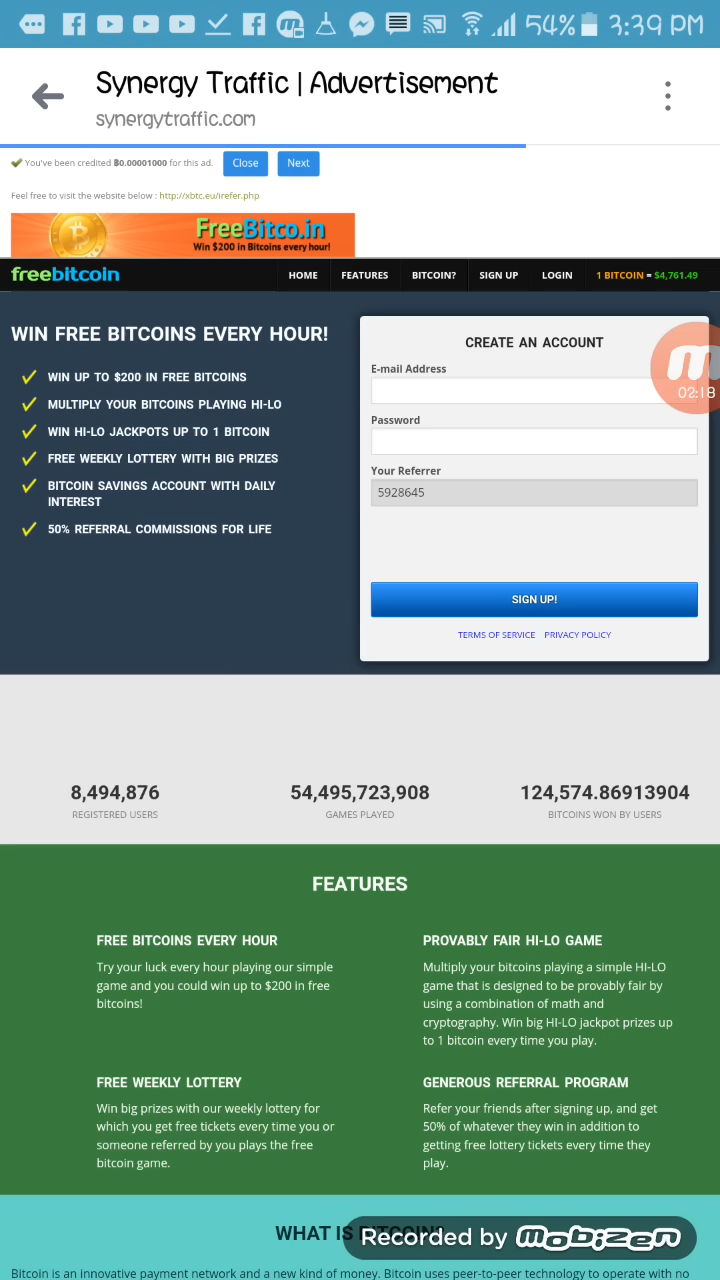 54% 3:39 PM
Synergy Traffic | Advertisement
synergytraffic.com
You've been credited ฿0.00001000 for this ad. Close Next
Feel free to visit the website below : http://xbtc.eu/irefer.php
FreeBitco.in
Win $200 in Bitcoins every hour!
freebitcoin HOME FEATURES BITCOIN? SIGN UP LOGIN 1 BITCOIN = $4,761.49
WIN FREE BITCOINS EVERY HOUR!
WIN UP TO $200 IN FREE BITCOINS
MULTIPLY YOUR BITCOINS PLAYING HI-LO
WIN HI-LO JACKPOTS UP TO 1 BITCOIN
FREE WEEKLY LOTTERY WITH BIG PRIZES
BITCOIN SAVINGS ACCOUNT WITH DAILY
INTEREST
50% REFERRAL COMMISSIONS FOR LIFE
CREATE AN ACCOUNT
E-mail Address
02:18
Password
Your Referrer
5928645
SIGN UP!
TERMS OF SERVICE PRIVACY POLICY
8,494,876 54,495,723,908 124,574.86913904
REGISTERED USERS GAMES PLAYED BITCOINS WON BY USERS
FEATURES
FREE BITCOINS EVERY HOUR
Try your luck every hour playing our simple
game and you could win up to $200 in free
bitcoins!
PROVABLY FAIR HI-LO GAME
Multiply your bitcoins playing a simple HI-LO
game that is designed to be provably fair by
using a combination of math and
cryptography. Win big HI-LO jackpot prizes up
to 1 bitcoin every time you play.
FREE WEEKLY LOTTERY
Win big prizes with our weekly lottery for
which you get free tickets every time you or
someone referred by you plays the free
bitcoin game.
GENEROUS REFERRAL PROGRAM
Refer your friends after signing up, and get
50% of whatever they win in addition to
getting free lottery tickets every time they
play.
WHAT IS BITCOIN?
Recorded by mobizen
Bitcoin is an innovative payment network and a new kind of money. Bitcoin uses peer-to-peer technology to operate with no